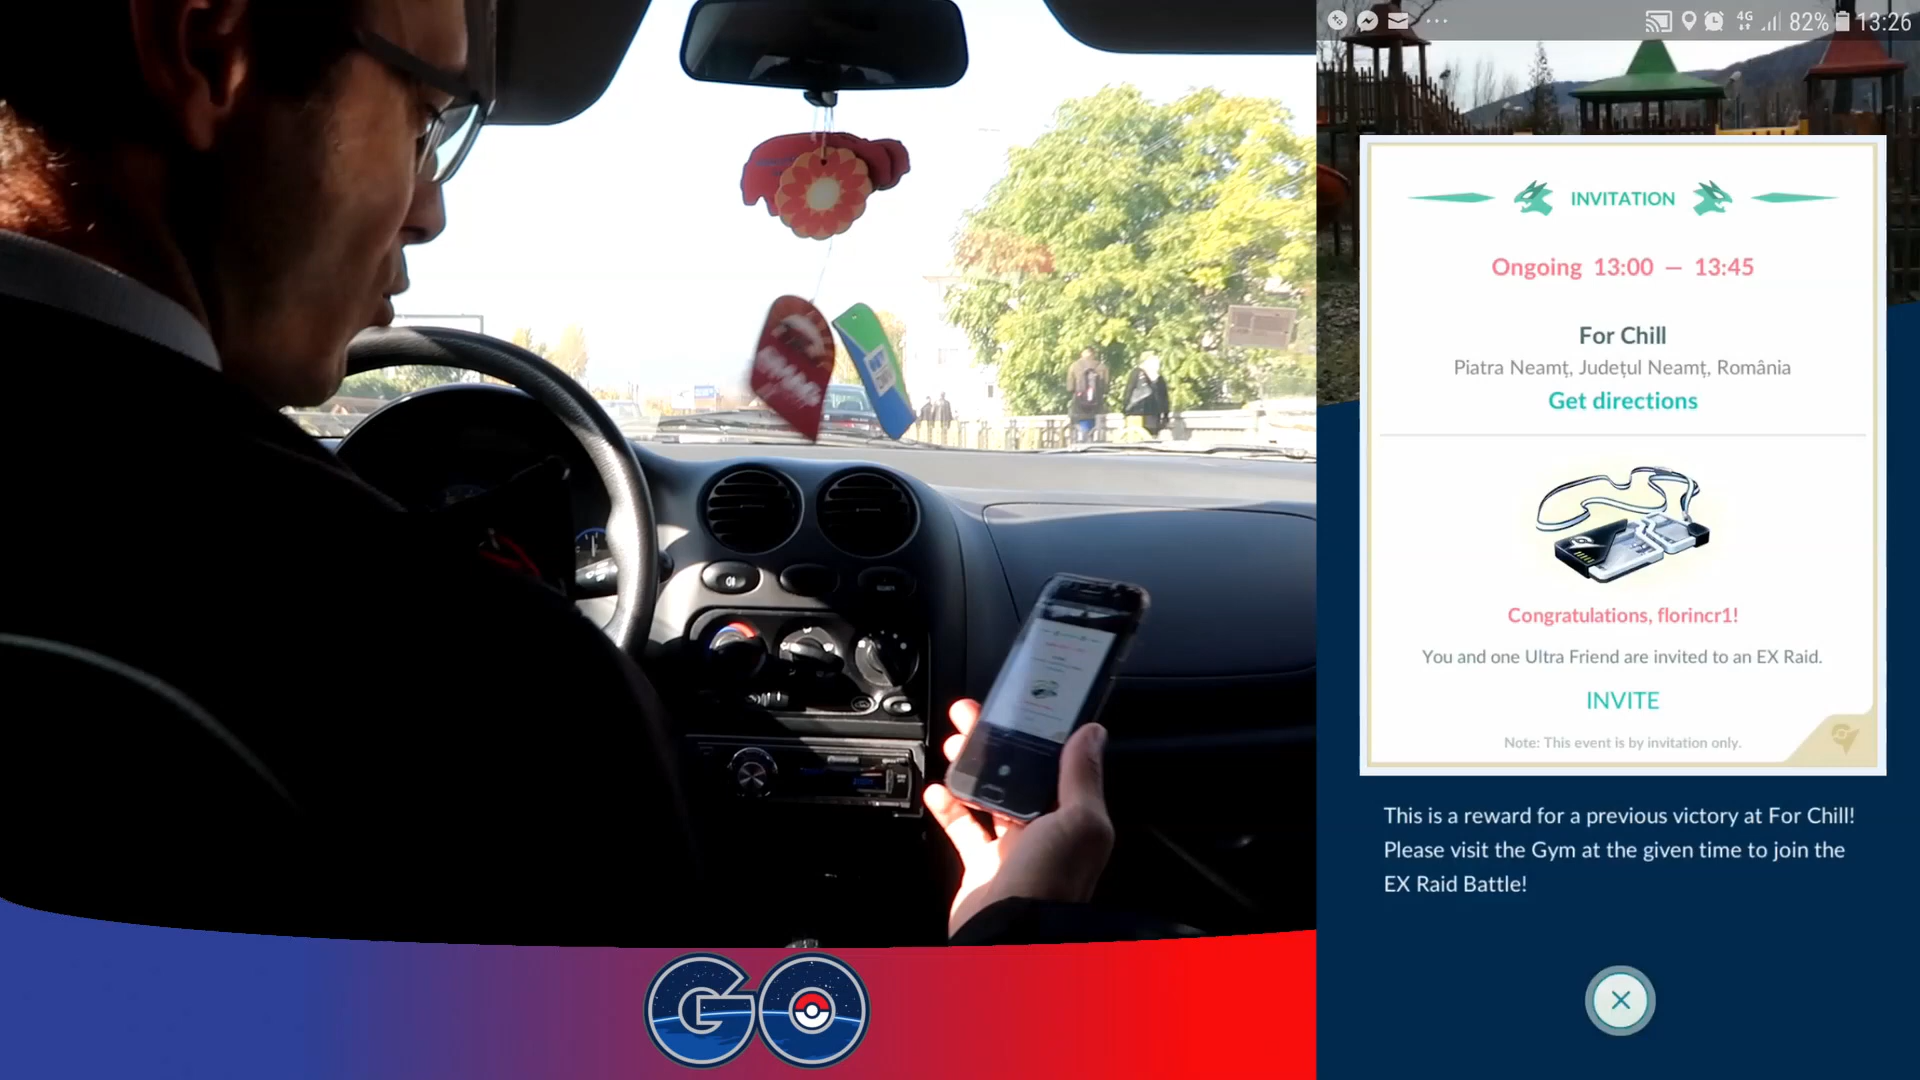 GO
82%
13:26
4G
INVITATION
Ongoing 13:00 — 13:45
For Chill
Piatra Neamț, Județul Neamț, România
Get directions
Congratulations, florincr1!
You and one Ultra Friend are invited to an EX Raid.
INVITE
Note: This event is by invitation only.
This is a reward for a previous victory at For Chill!
Please visit the Gym at the given time to join the
EX Raid Battle!